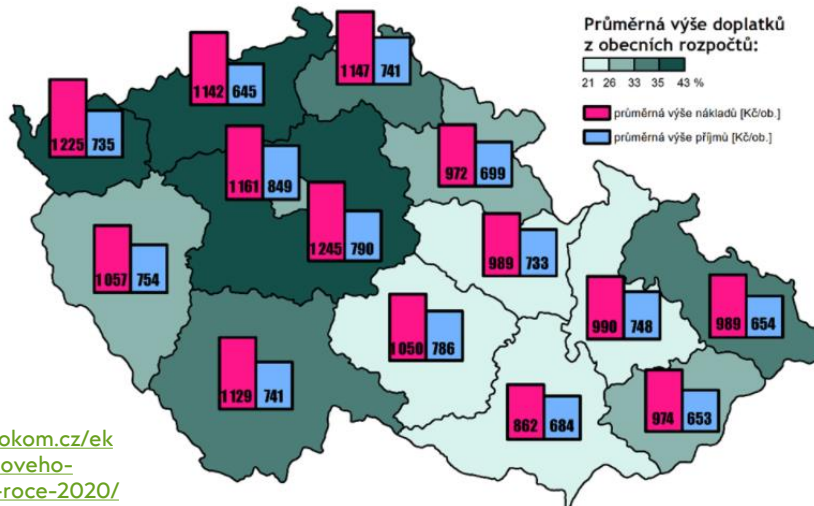 Průměrná výše doplatků
z obecních rozpočtů:
21 26 33 35 43 %
průměrná výše nákladů [Kč/ob.]
průměrná výše příjmů [Kč/ob.]
1 147 741
1 142 645
1 225 735
1 161 849
972 699
1 245 790
989 733
1 057 754
990 748
989 654
1 050 786
1 129 741
974 653
862 684
okom.cz/ek
oveho-
-roce-2020/